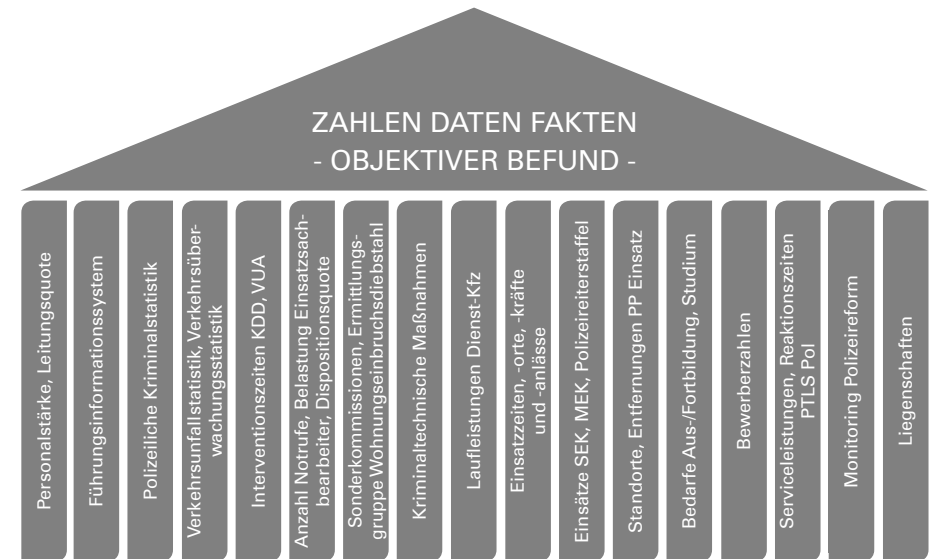 ZAHLEN DATEN FAKTEN
- OBJEKTIVER BEFUND -
Personalstärke, Leitungsquote
Führungsinformationssystem
Polizeiliche Kriminalstatistik
Verkehrsunfallstatistik, Verkehrsüber-
wachungsstatistik
Interventionszeiten KDD, VUA
Anzahl Notrufe, Belastung Einsatzsach-
bearbeiter, Dispositionsquote
Sonderkommissionen, Ermittlungs-
gruppe Wohnungseinbruchsdiebstahl
Kriminaltechnische Maßnahmen
Laufleistungen Dienst-Kfz
Einsatzzeiten, -orte, -kräfte
und -anlässe
Einsätze SEK, MEK, Polizeireiterstaffel
Standorte, Entfernungen PP Einsatz
Bedarfe Aus-/Fortbildung, Studium
Bewerberzahlen
Serviceleistungen, Reaktionszeiten
PTLS Pol
Monitoring Polizeireform
Liegenschaften